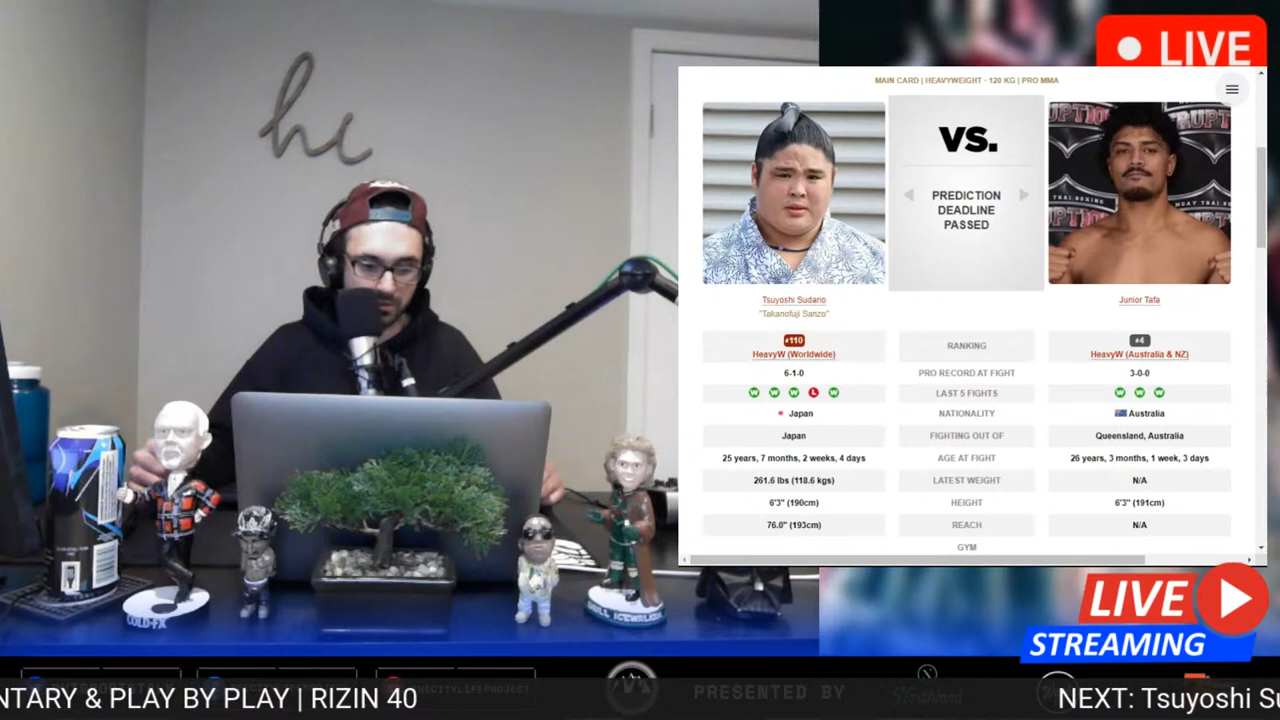 hi
LIVE
MAIN CARD | HEAVYWEIGHT · 120 KG | PRO MMA
VS.
PREDICTION
DEADLINE
PASSED
Tsuyoshi Sudario
Junior Tafa
"Takanofuji Sanzo"
#110
RANKING
#4
HeavyW (Worldwide)
HeavyW (Australia & NZ)
6-1-0
PRO RECORD AT FIGHT
3-0-0
W W W L W
LAST 5 FIGHTS
W W W
Japan
NATIONALITY
Australia
Japan
FIGHTING OUT OF
Queensland, Australia
25 years, 7 months, 2 weeks, 4 days
AGE AT FIGHT
26 years, 3 months, 1 week, 3 days
261.6 lbs (118.6 kgs)
LATEST WEIGHT
N/A
6'3" (190cm)
HEIGHT
6'3" (191cm)
76.0" (193cm)
REACH
N/A
GYM
COLD-FX
LIVE
STREAMING
PRESENTED BY
Northland
NTARY & PLAY BY PLAY | RIZIN 40
NEXT: Tsuyoshi Su